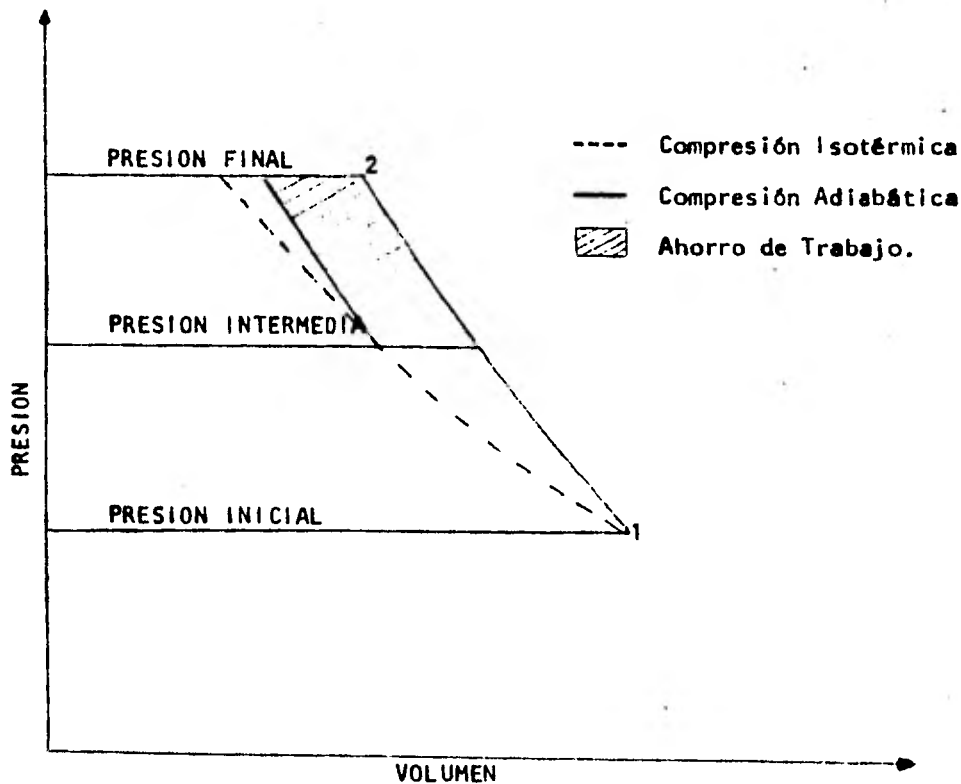 PRESION FINAL
2
---- Compresión Isotérmica
Compresión Adiabática
Ahorro de Trabajo.
PRESION INTERMEDIA
PRESION
PRESION INICIAL
1
VOLUMEN